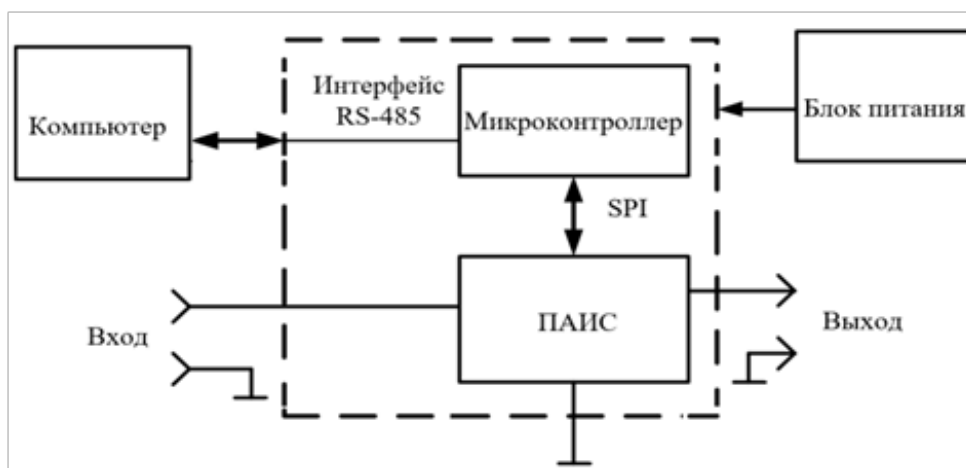 Компьютер
Интерфейс
RS-485
Микроконтроллер
Блок питания
SPI
Вход
ПАИС
Выход